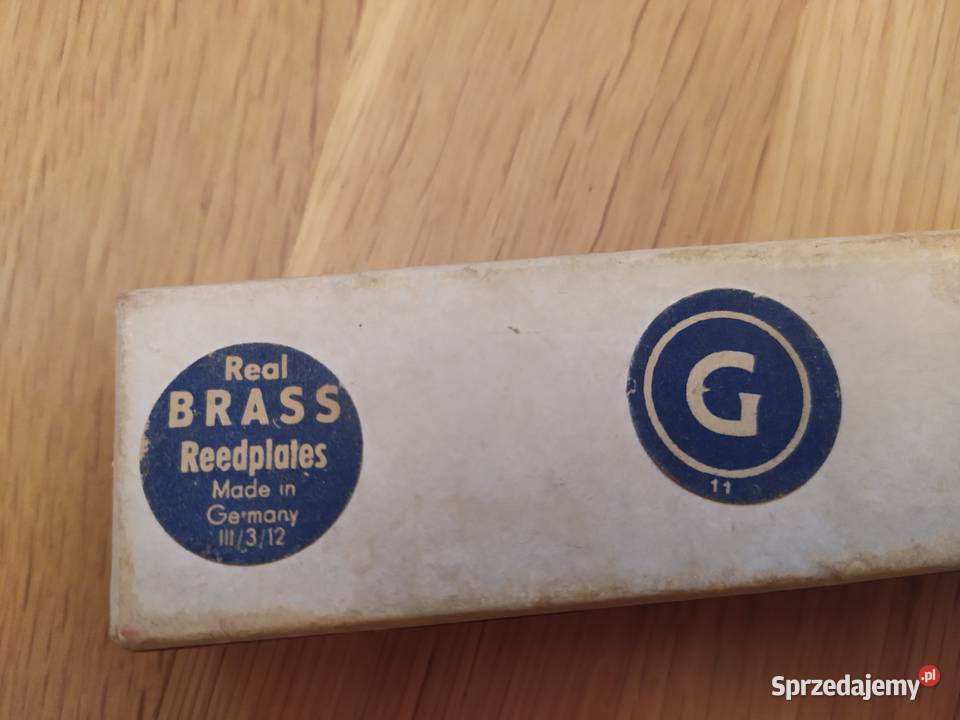 Real
BRASS
Reedplates
Made in
Germany
III/3/12
G
11
Sprzedajemy.pl